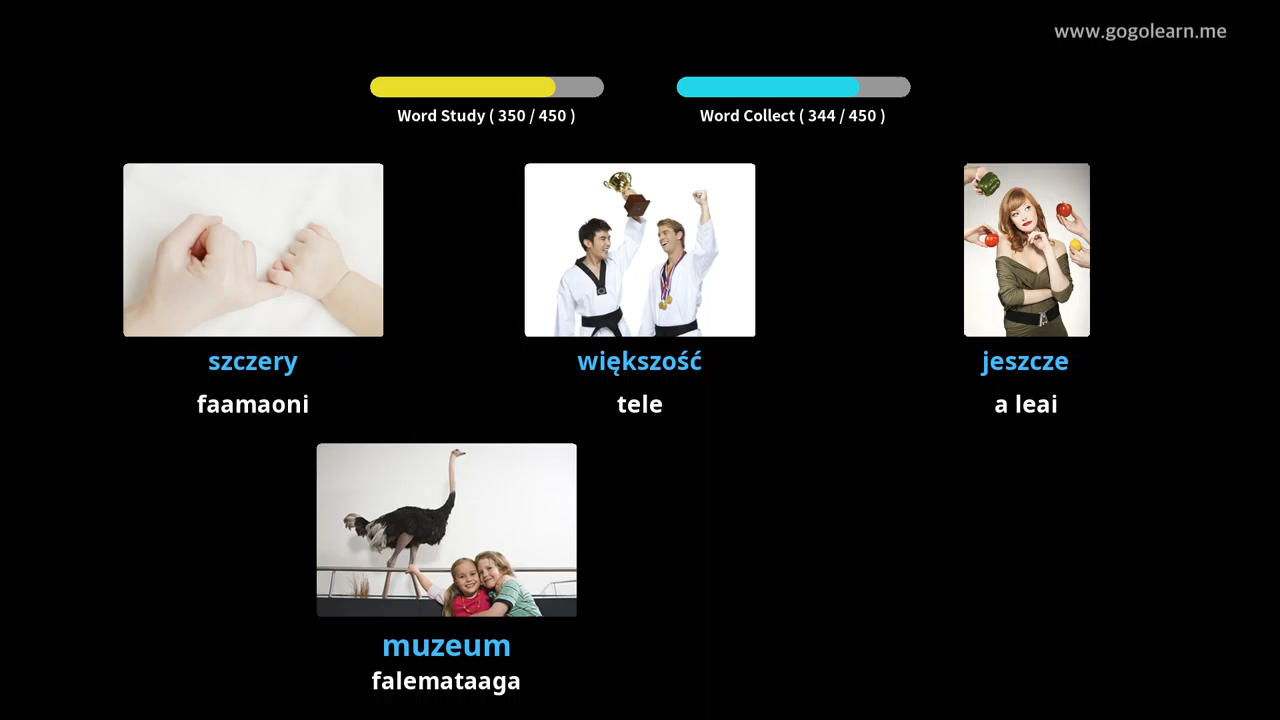 www.gogolearn.me
Word Study ( 350 / 450 )
Word Collect ( 344 / 450 )
szczery
większość
jeszcze
faamaoni
tele
a leai
muzeum
falemataaga